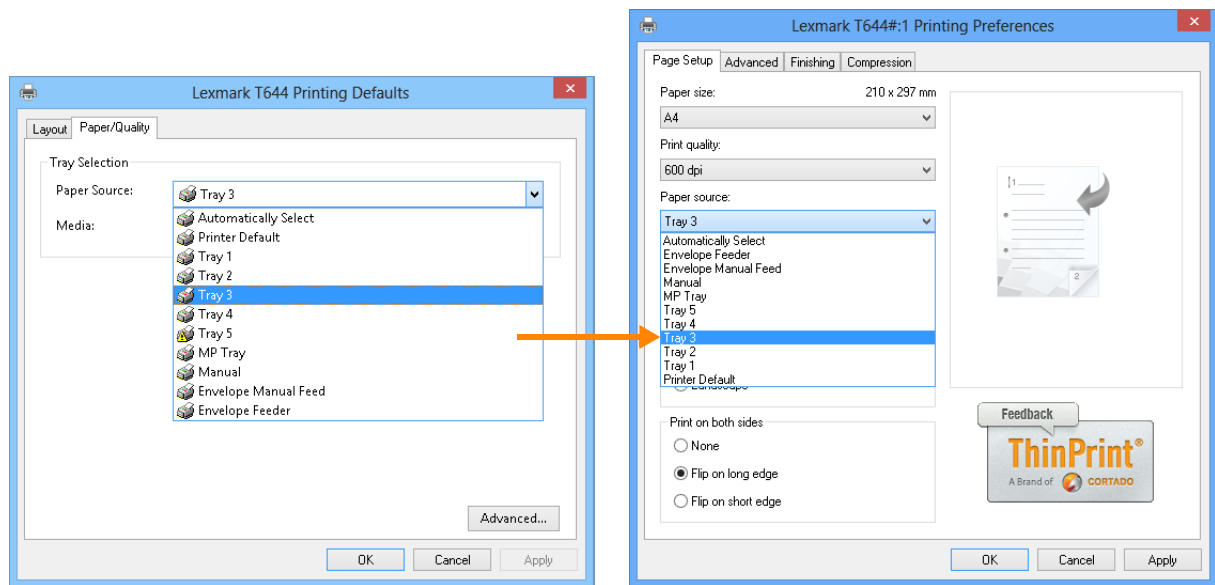 Lexmark T644 Printing Defaults
Layout
Paper/Quality
Tray Selection
Paper Source:
Tray 3
Automatically Select
Printer Default
Tray 1
Tray 2
Tray 3
Tray 4
Tray 5
MP Tray
Manual
Envelope Manual Feed
Envelope Feeder
Media:
Advanced...
OK
Cancel
Apply
Lexmark T644#:1 Printing Preferences
Page Setup
Advanced
Finishing
Compression
Paper size:
210 x 297 mm
A4
Print quality:
600 dpi
Paper source:
Tray 3
Automatically Select
Envelope Feeder
Envelope Manual Feed
Manual
MP Tray
Tray 5
Tray 4
Tray 3
Tray 2
Tray 1
Printer Default
Print on both sides
None
Flip on long edge
Flip on short edge
1
2
Feedback
ThinPrint®
A Brand of CORTADO
OK
Cancel
Apply